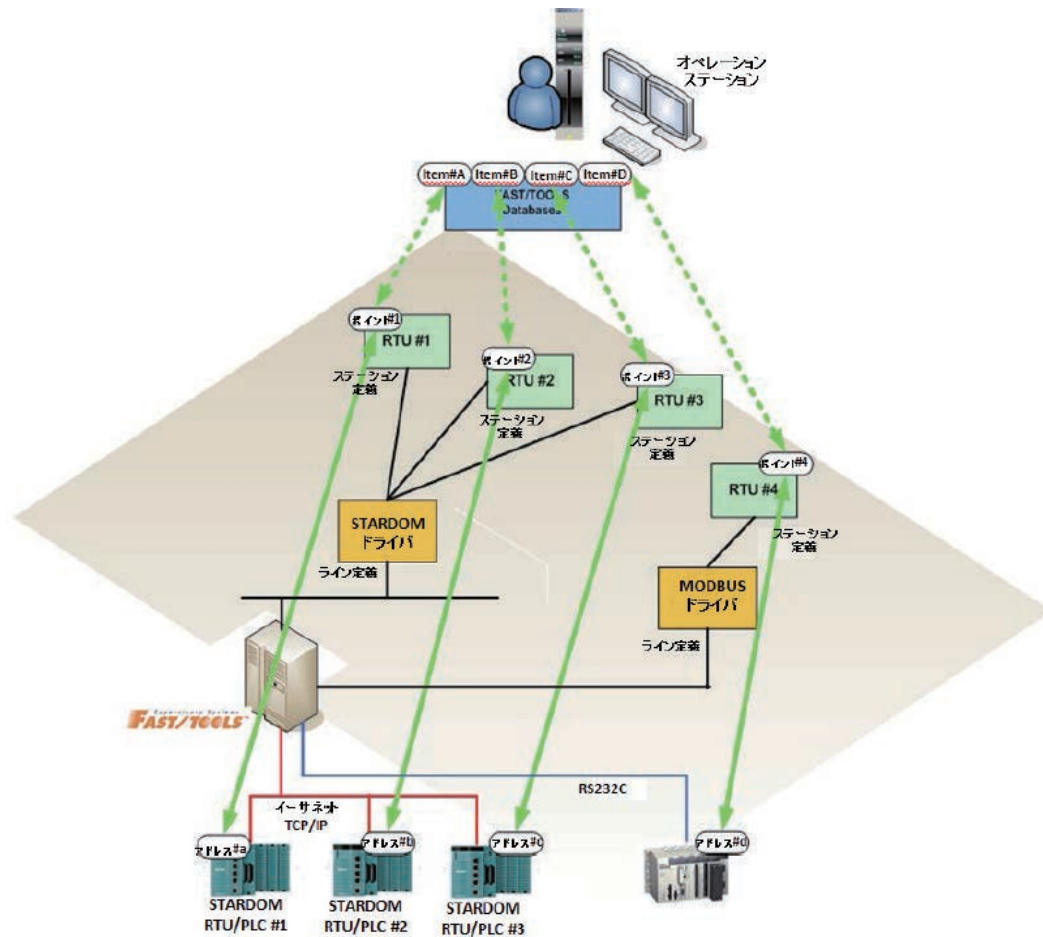 オペレーション
ステーション
Item#A
Item#B
Item#C
Item#D
FAST/TOOLS
Databases
ポイント#1
RTU #1
ステーション
定義
ポイント#2
RTU #2
ステーション
定義
ポイント#3
RTU #3
ステーション
定義
ポイント#4
RTU #4
ステーション
定義
STARDOM
ドライバ
ライン定義
MODBUS
ドライバ
ライン定義
FAST/TOOLS
イーサネット
TCP/IP
RS232C
アドレス#a
アドレス#b
アドレス#c
アドレス#d
STARDOM
RTU/PLC #1
STARDOM
RTU/PLC #2
STARDOM
RTU/PLC #3